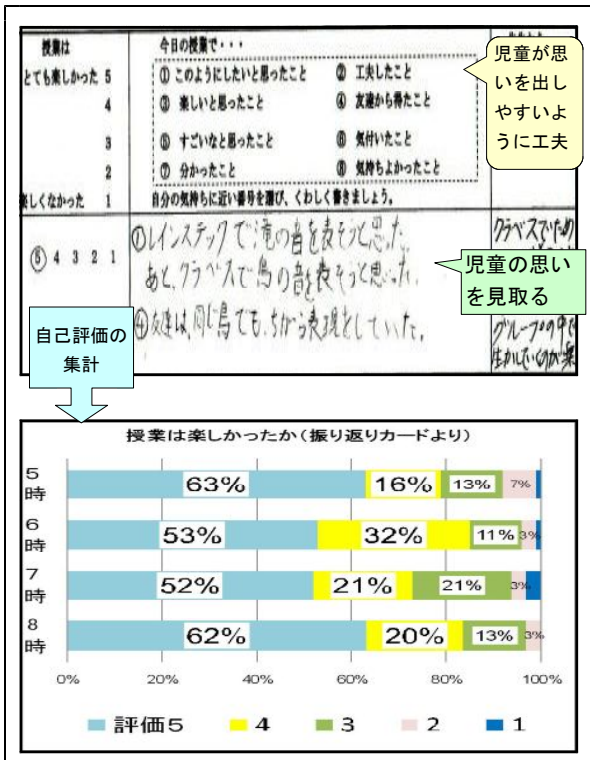 授業は
とても楽しかった 5
4
3
2
楽しくなかった 1
今日の授業で・・・
① このようにしたいと思ったこと ② 工夫したこと
③ 楽しいと思ったこと ④ 友達から得たこと
⑤ すごいなと思ったこと ⑥ 気付いたこと
⑦ 分かったこと ⑧ 気持ちよかったこと
自分の気持ちに近い番号を選び、くわしく書きましょう。
児童が思
いを出し
やすいよ
うに工夫
⑤ 4 3 2 1
①レインスティックで滝の音を表そうと思った。
あと、クラベスで鳥の音を表そうと思った。
④友達は、同じ鳥でも、ちがう表現をしていた。
クラベスでため
グループの中で
児童の思い
を見取る
自己評価の
集計
授業は楽しかったか(振り返りカードより)
5時 63% 16% 13% 7%
6時 53% 32% 11% 3%
7時 52% 21% 21% 3%
8時 62% 20% 13% 3%
0% 20% 40% 60% 80% 100%
評価5 4 3 2 1